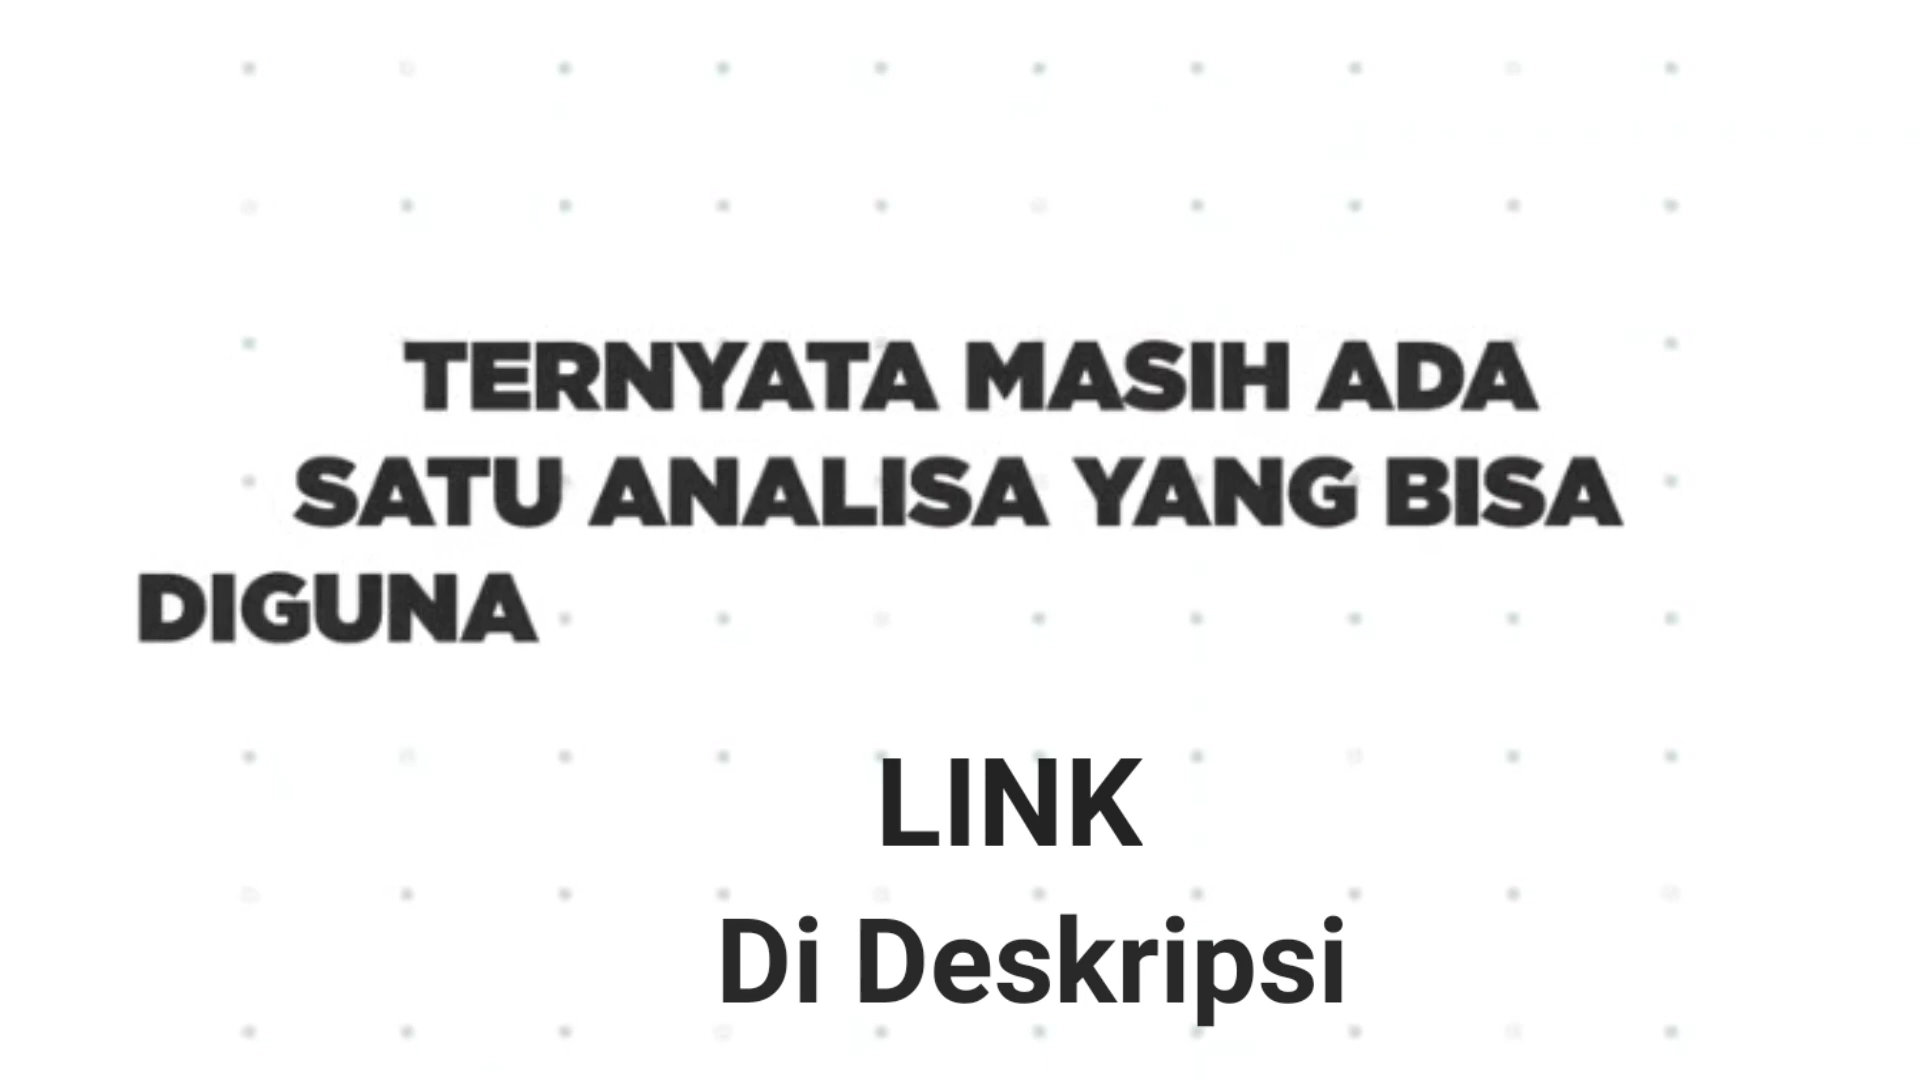 TERNYATA MASIH ADA
SATU ANALISA YANG BISA
DIGUNA
LINK
Di Deskripsi